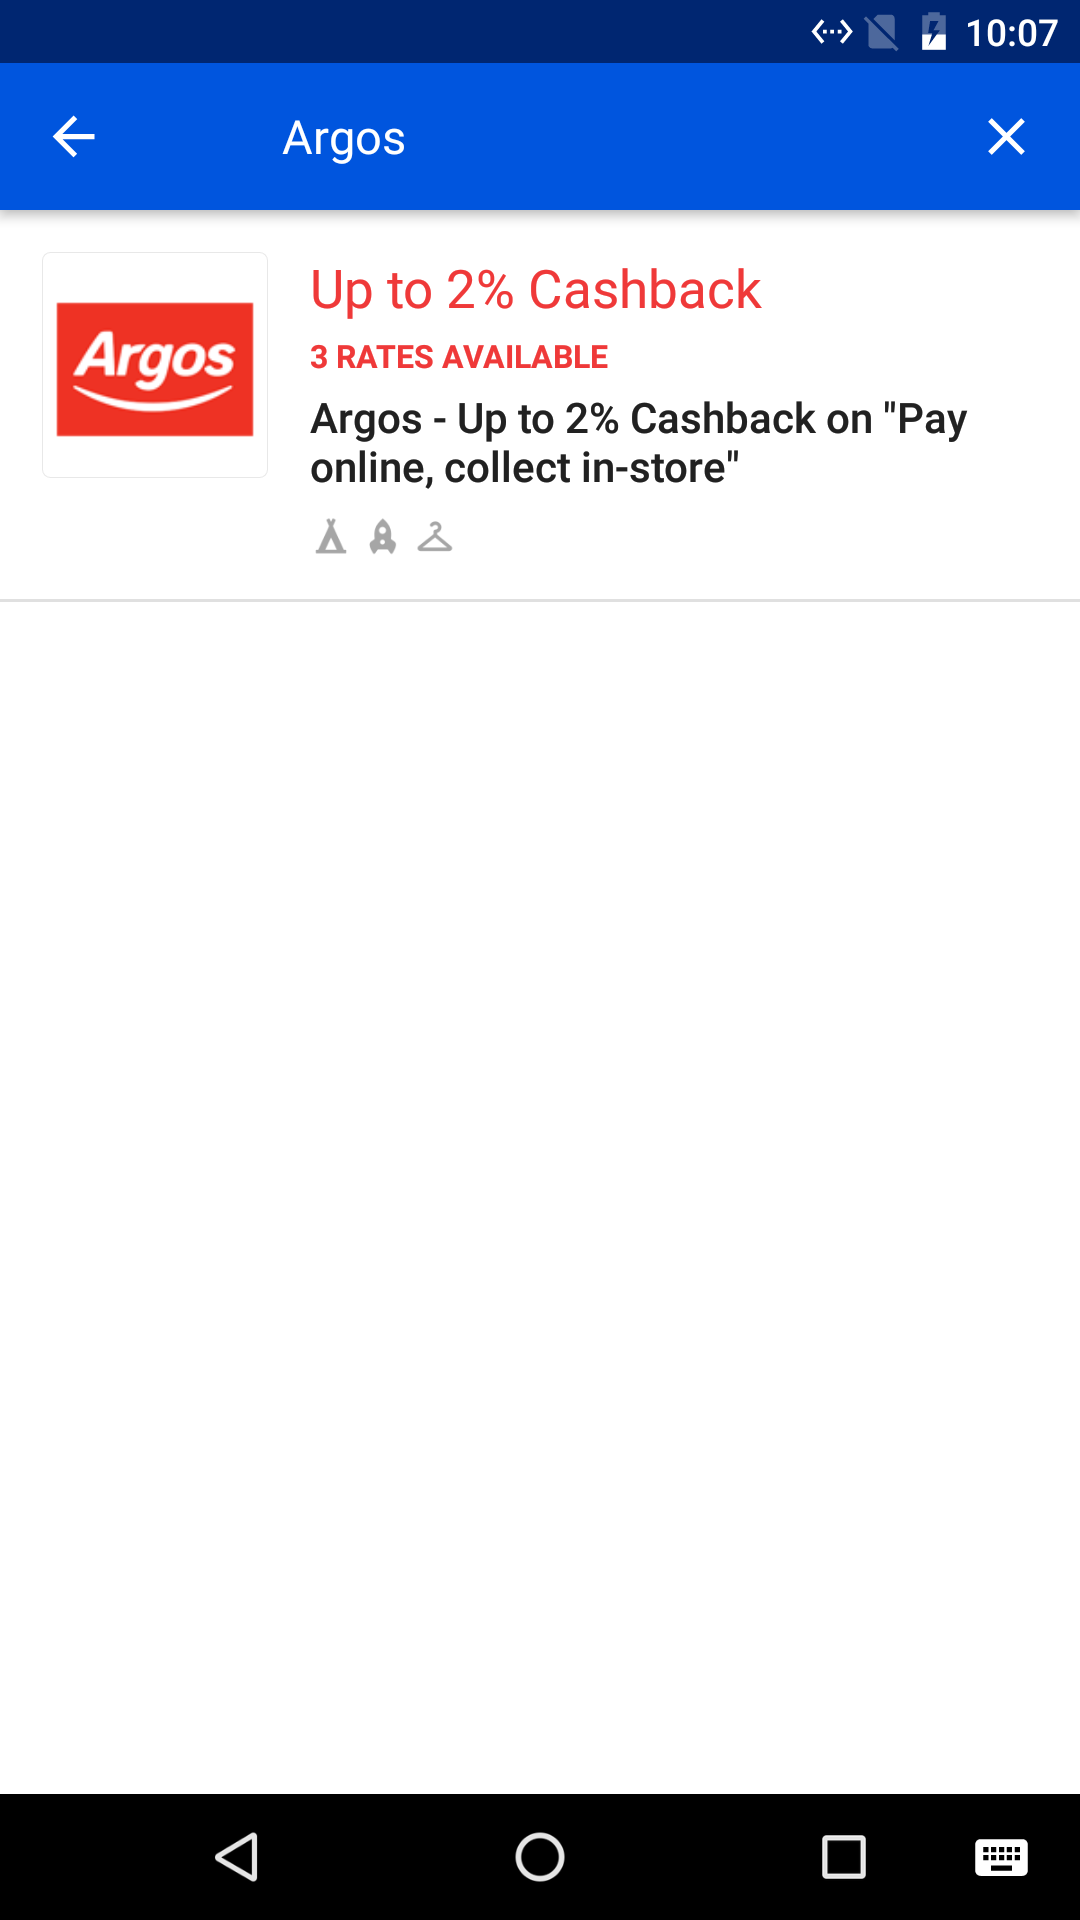 10:07
Argos
Up to 2% Cashback
Argos
3 RATES AVAILABLE
Argos - Up to 2% Cashback on "Pay
online, collect in-store"